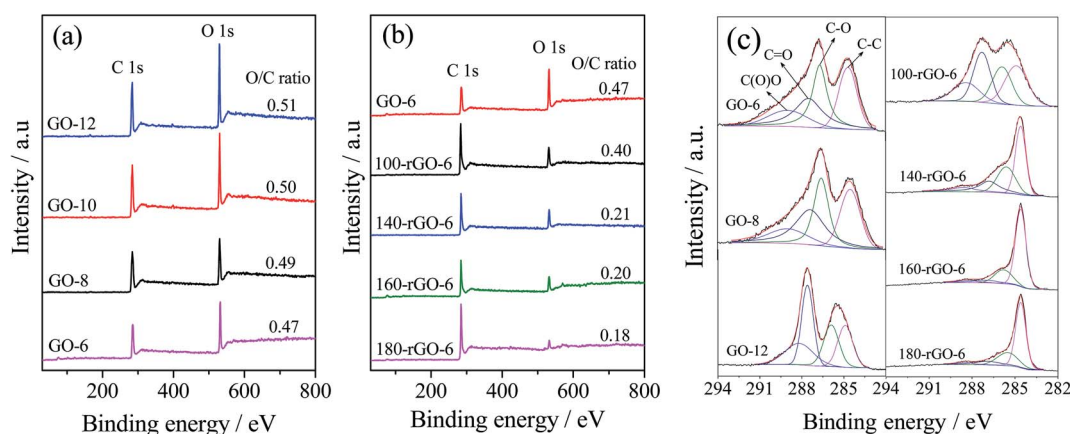 (a)
O 1s
C 1s
O/C ratio
0.51
GO-12
0.50
GO-10
0.49
GO-8
0.47
GO-6
Intensity / a.u
0 200 400 600 800
Binding energy / eV
(b)
O 1s
C 1s
O/C ratio
GO-6
0.47
100-rGO-6
0.40
140-rGO-6
0.21
160-rGO-6
0.20
180-rGO-6
0.18
Intensity / a.u
200 400 600 800
Binding energy / eV
(c)
C-O
C=O
C-C
C(O)O
GO-6
GO-8
GO-12
Intensity / a.u.
294 291 288 285
Binding energy / eV
100-rGO-6
140-rGO-6
160-rGO-6
180-rGO-6
294 291 288 285 282
Binding energy / eV